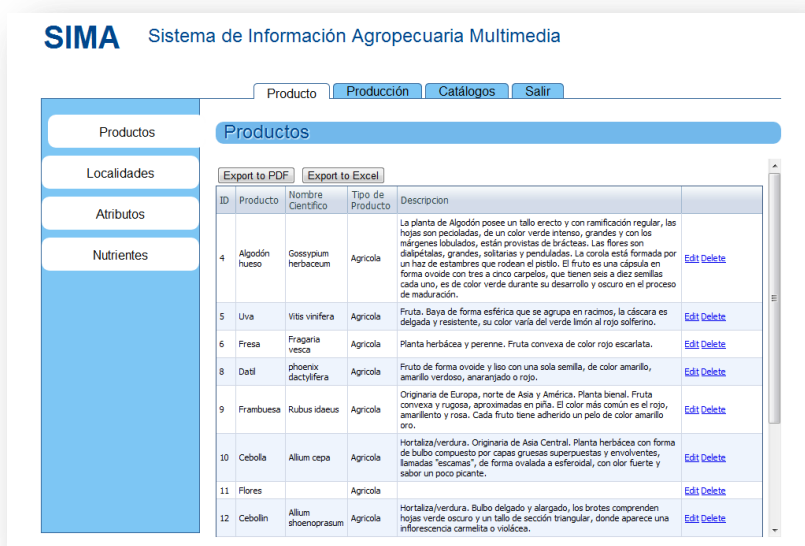 SIMA Sistema de Información Agropecuaria Multimedia
Producto Producción Catálogos Salir
Productos
Localidades
Atributos
Nutrientes
Productos
Export to PDF Export to Excel
ID Producto Nombre Cientifico Tipo de Producto Descripcion
4 Algodón hueso Gossypium herbaceum Agricola
La planta de Algodón posee un tallo erecto y con ramificación regular, las
hojas son pecioladas, de un color verde intenso, grandes y con los
márgenes lobulados, están provistas de brácteas. Las flores son
dialipétalas, grandes, solitarias y penduladas. La corola está formada por
un haz de estambres que rodean el pistilo. El fruto es una cápsula en
forma ovoide con tres a cinco carpelos, que tienen seis a diez semillas
cada uno, es de color verde durante su desarrollo y oscuro en el proceso
de maduración.
Edit Delete
5 Uva Vitis vinifera Agricola
Fruta. Baya de forma esférica que se agrupa en racimos, la cáscara es
delgada y resistente, su color varía del verde limón al rojo solferino.
Edit Delete
6 Fresa Fragaria vesca Agricola
Planta herbácea y perenne. Fruta convexa de color rojo escarlata.
Edit Delete
8 Datil phoenix dactylifera Agricola
Fruto de forma ovoide y liso con una sola semilla, de color amarillo,
amarillo verdoso, anaranjado o rojo.
Edit Delete
9 Frambuesa Rubus idaeus Agricola
Originaria de Europa, norte de Asia y América. Planta bienal. Fruta
convexa y rugosa, aproximadas en piña. El color más común es el rojo,
amarillento y rosa. Cada fruto tiene adherido un pelo de color amarillo
oro.
Edit Delete
10 Cebolla Allium cepa Agricola
Hortaliza/verdura. Originaria de Asia Central. Planta herbácea con forma
de bulbo compuesto por capas gruesas superpuestas y envolventes,
llamadas "escamas", de forma ovalada a esferoidal, con olor fuerte y
sabor un poco picante.
Edit Delete
11 Flores Agricola
Edit Delete
12 Cebollin Allium shoenoprasum Agricola
Hortaliza/verdura. Bulbo delgado y alargado, los brotes comprenden
hojas verde oscuro y un tallo de sección triangular, donde aparece una
inflorescencia carmelita o violácea.
Edit Delete